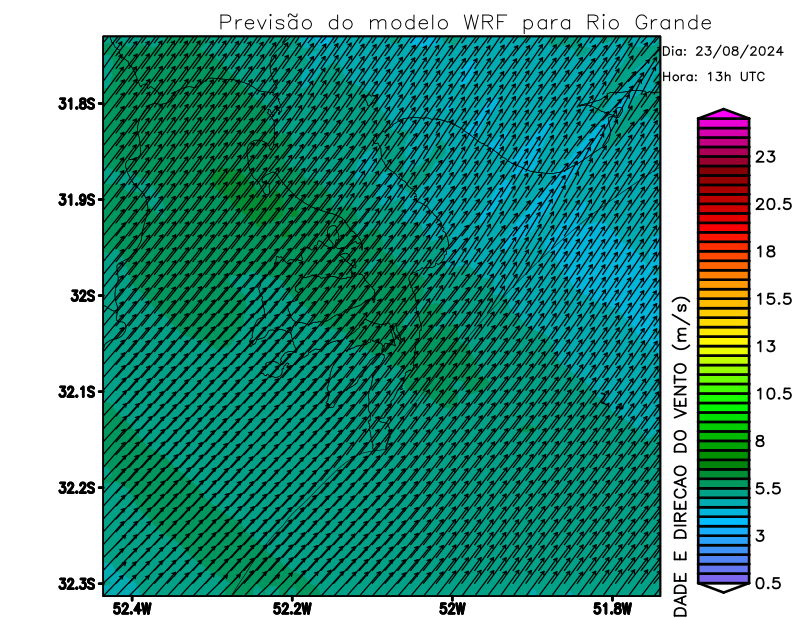 Previsão do modelo WRF para Rio Grande
Dia: 23/08/2024
Hora: 13h UTC
31.8S
31.9S
32S
32.1S
32.2S
32.3S
52.4W
52.2W
52W
51.8W
23
20.5
18
15.5
13
10.5
8
5.5
3
0.5
DADE E DIRECAO DO VENTO (m/s)